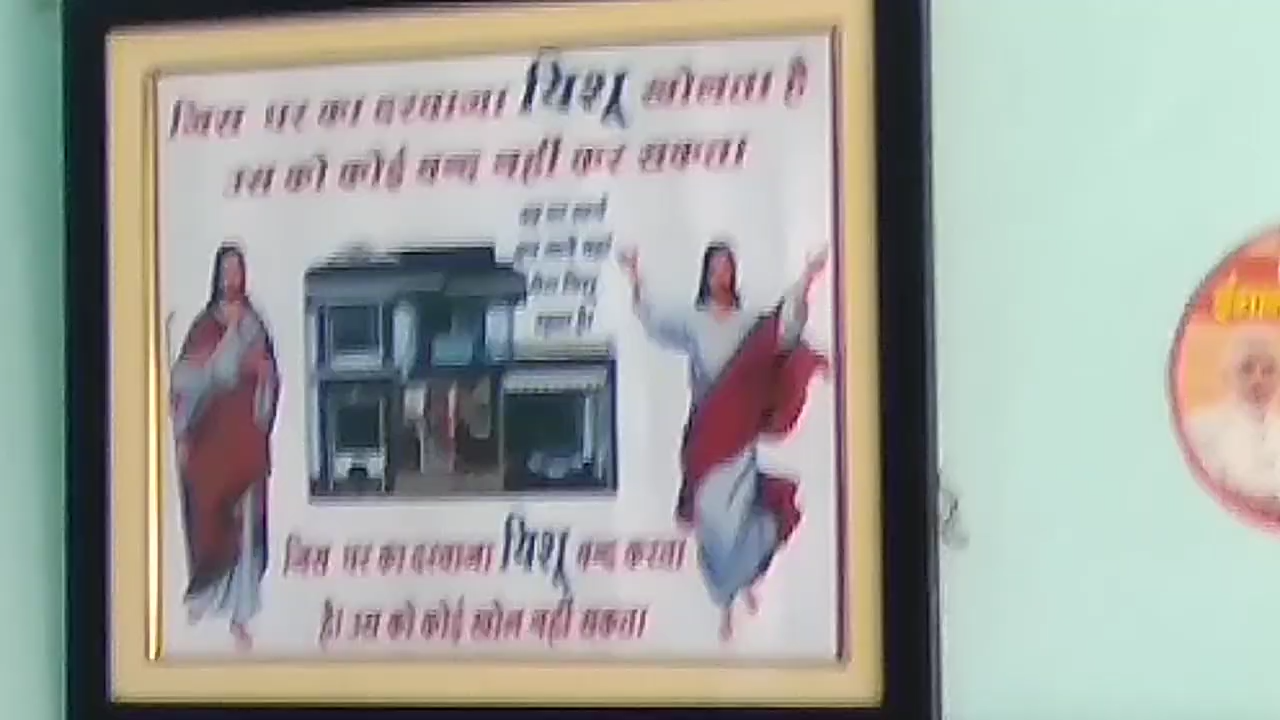 जिस घर का दरवाजा यिशू खोलता है
उस को कोई बन्द नहीं कर सकता
जिस घर का दरवाजा यिशू बन्द करता
है। उस को कोई खोल नहीं सकता